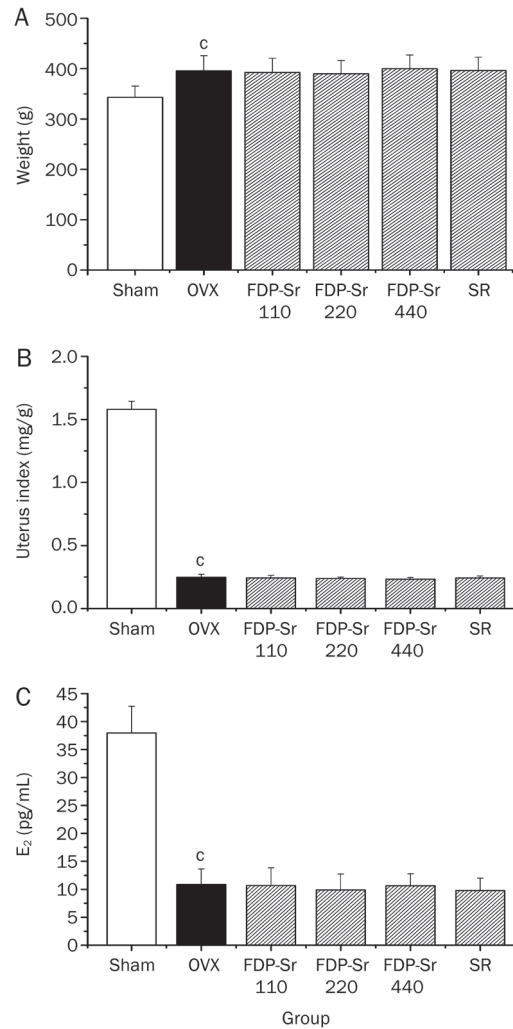 A
500
400
300
200
100
0
Weight (g)
c
Sham
OVX
FDP-Sr
110
FDP-Sr
220
FDP-Sr
440
SR
B
2.0
1.5
1.0
0.5
0.0
Uterus index (mg/g)
c
Sham
OVX
FDP-Sr
110
FDP-Sr
220
FDP-Sr
440
SR
C
45
40
35
30
25
20
15
10
5
0
E₂ (pg/mL)
c
Sham
OVX
FDP-Sr
110
FDP-Sr
220
FDP-Sr
440
SR
Group